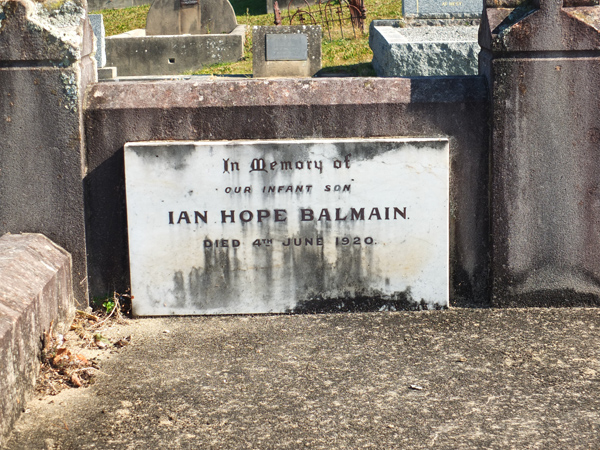 In Memory of
OUR INFANT SON
IAN HOPE BALMAIN.
DIED 4TH JUNE 1920.